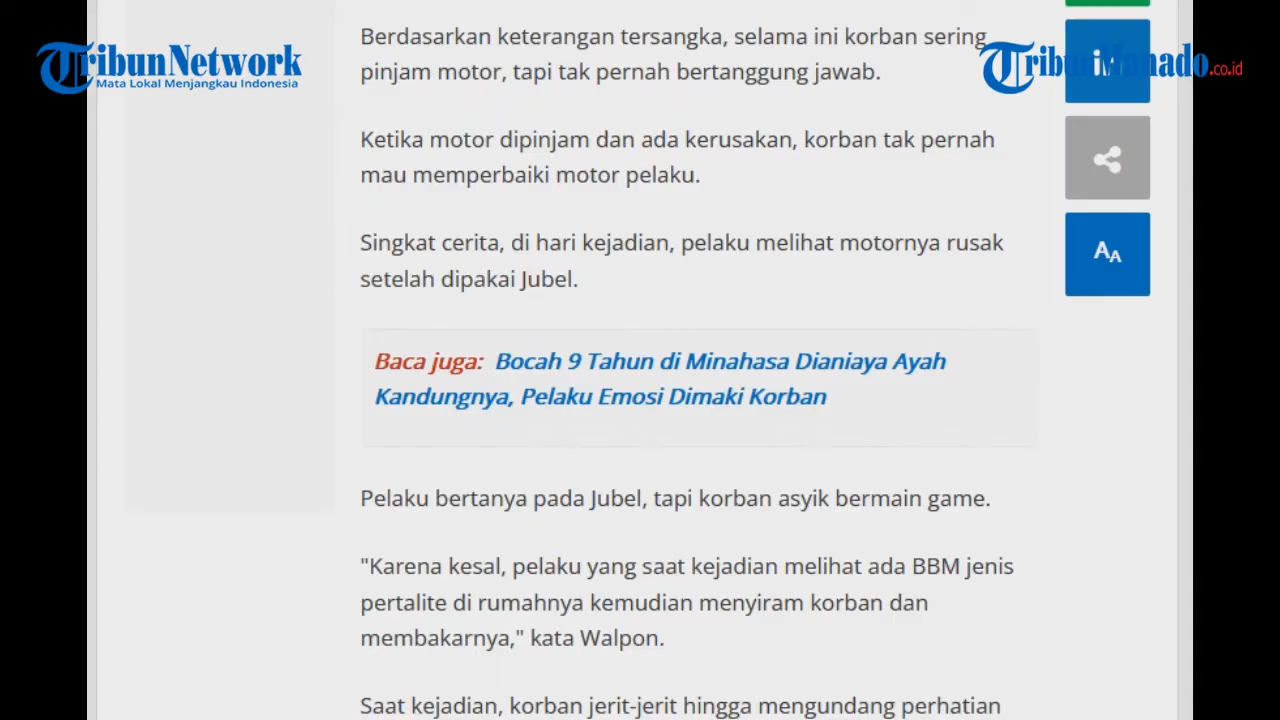 TribunNetwork
Mata Lokal Menjangkau Indonesia
TribunManado.co.id
Berdasarkan keterangan tersangka, selama ini korban sering
pinjam motor, tapi tak pernah bertanggung jawab.
Ketika motor dipinjam dan ada kerusakan, korban tak pernah
mau memperbaiki motor pelaku.
Singkat cerita, di hari kejadian, pelaku melihat motornya rusak
setelah dipakai Jubel.
Baca juga: Bocah 9 Tahun di Minahasa Dianiaya Ayah
Kandungnya, Pelaku Emosi Dimaki Korban
Pelaku bertanya pada Jubel, tapi korban asyik bermain game.
"Karena kesal, pelaku yang saat kejadian melihat ada BBM jenis
pertalite di rumahnya kemudian menyiram korban dan
membakarnya," kata Walpon.
Saat kejadian, korban jerit-jerit hingga mengundang perhatian
AA